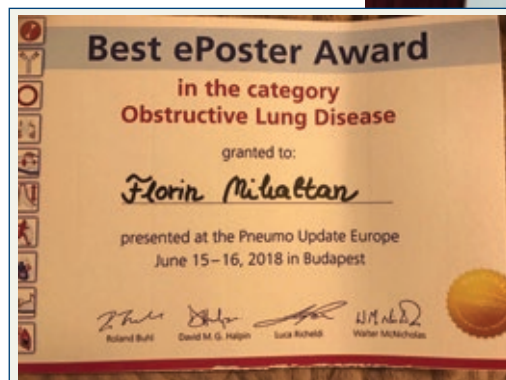 Best ePoster Award
in the category
Obstructive Lung Disease
granted to:
Florin Mihaltan
presented at the Pneumo Update Europe
June 15–16, 2018 in Budapest
Roland Buhl David M. G. Halpin Luca Richeldi Walter McNicholas